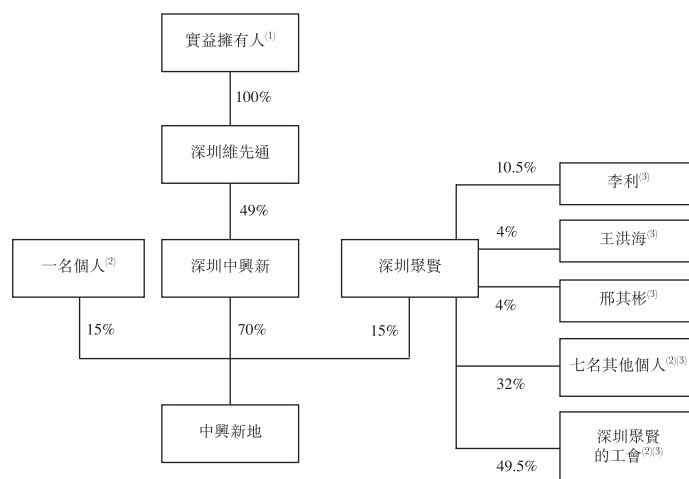 實益擁有人(1)
100%
深圳維先通
49%
一名個人(2)
深圳中興新
深圳聚賢
15%
70%
15%
中興新地
10.5%
李利(3)
4%
王洪海(3)
4%
邢其彬(3)
32%
七名其他個人(2)(3)
49.5%
深圳聚賢
的工會(2)(3)